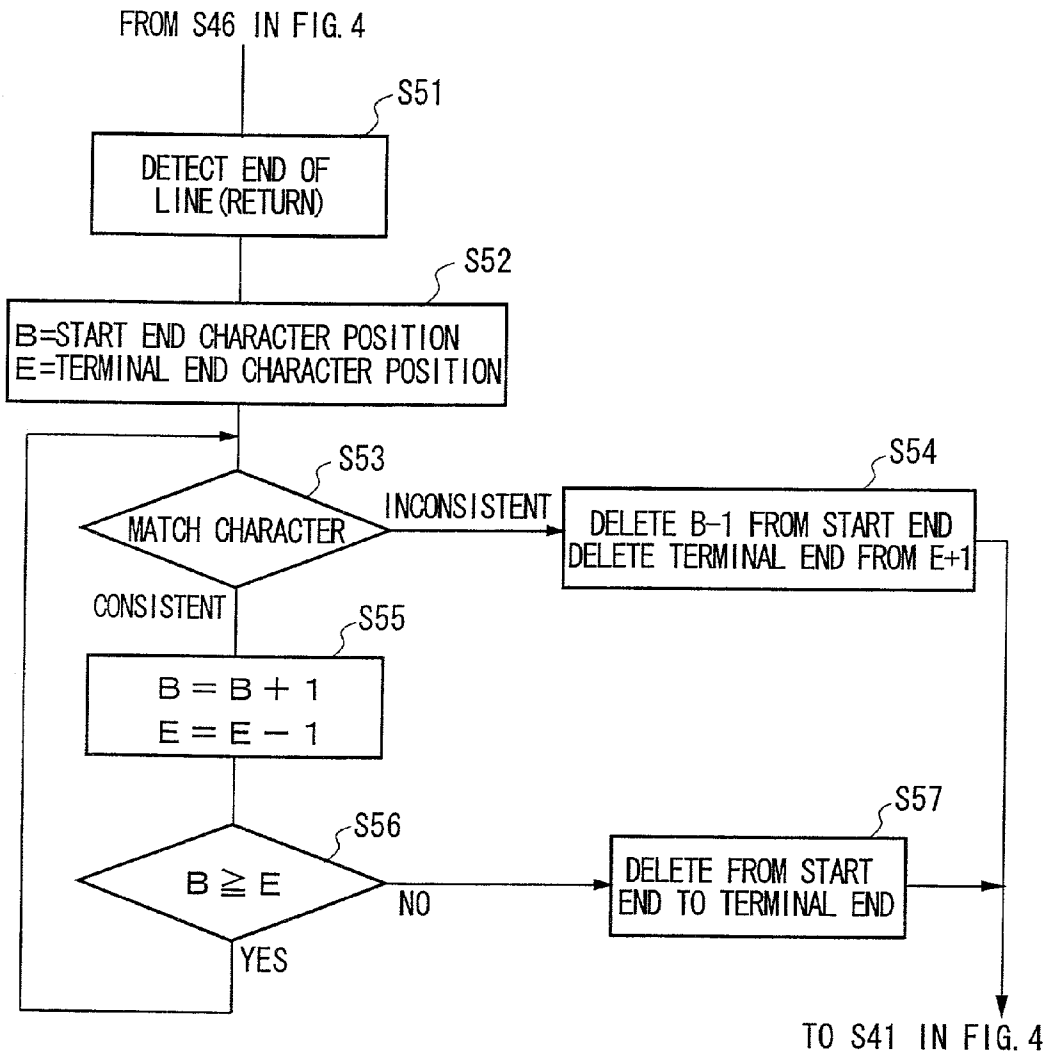 FROM S46 IN FIG. 4
S51
DETECT END OF
LINE(RETURN)
S52
B=START END CHARACTER POSITION
E=TERMINAL END CHARACTER POSITION
S53
MATCH CHARACTER
INCONSISTENT
S54
DELETE B-1 FROM START END
DELETE TERMINAL END FROM E+1
CONSISTENT
S55
B = B + 1
E = E - 1
S56
B ≧ E
NO
S57
DELETE FROM START
END TO TERMINAL END
YES
TO S41 IN FIG. 4